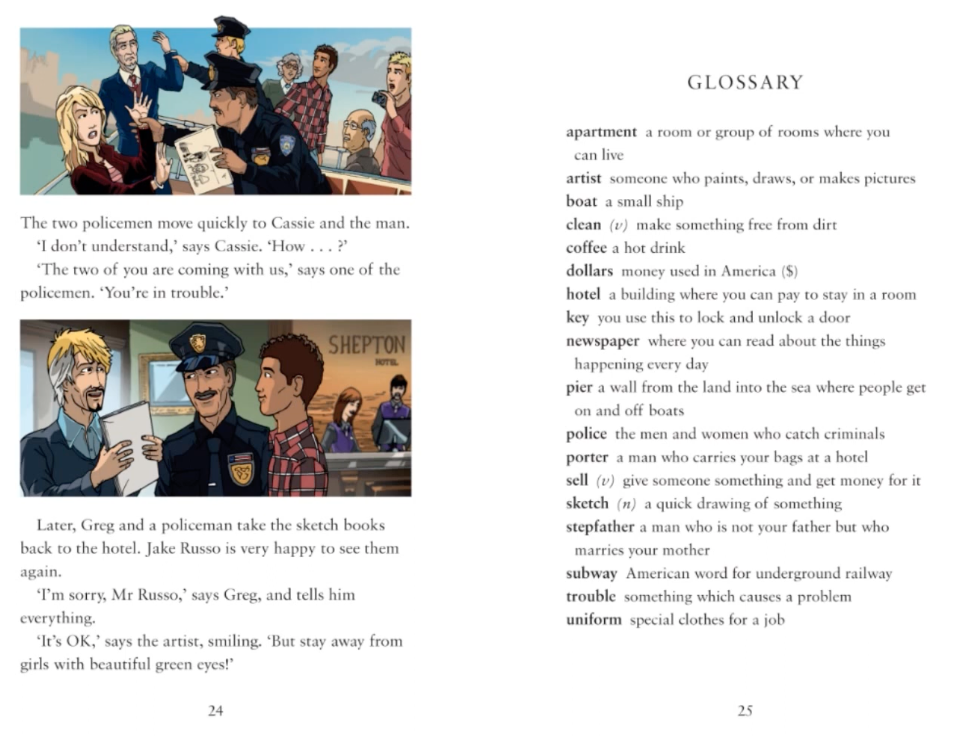 SHEPTON
HOTEL
The two policemen move quickly to Cassie and the man.
‘I don’t understand,’ says Cassie. ‘How . . . ?’
‘The two of you are coming with us,’ says one of the
policemen. ‘You’re in trouble.’
Later, Greg and a policeman take the sketch books
back to the hotel. Jake Russo is very happy to see them
again.
‘I’m sorry, Mr Russo,’ says Greg, and tells him
everything.
‘It’s OK,’ says the artist, smiling. ‘But stay away from
girls with beautiful green eyes!’
24
GLOSSARY
apartment a room or group of rooms where you
can live
artist someone who paints, draws, or makes pictures
boat a small ship
clean (v) make something free from dirt
coffee a hot drink
dollars money used in America ($)
hotel a building where you can pay to stay in a room
key you use this to lock and unlock a door
newspaper where you can read about the things
happening every day
pier a wall from the land into the sea where people get
on and off boats
police the men and women who catch criminals
porter a man who carries your bags at a hotel
sell (v) give someone something and get money for it
sketch (n) a quick drawing of something
stepfather a man who is not your father but who
marries your mother
subway American word for underground railway
trouble something which causes a problem
uniform special clothes for a job
25